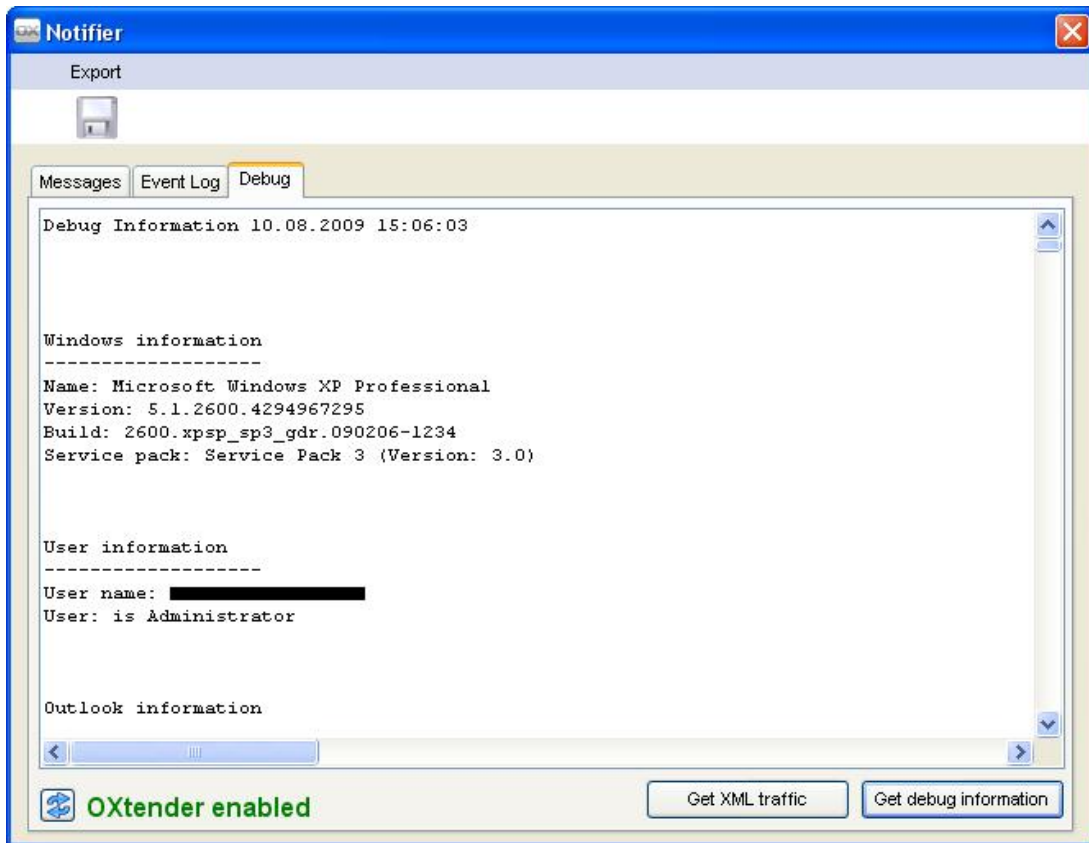 OX Notifier
Export
Messages Event Log Debug
Debug Information 10.08.2009 15:06:03
Windows information
-------------------
Name: Microsoft Windows XP Professional
Version: 5.1.2600.4294967295
Build: 2600.xpsp_sp3_gdr.090206-1234
Service pack: Service Pack 3 (Version: 3.0)
User information
-------------------
User name:
User: is Administrator
Outlook information
OXtender enabled Get XML traffic Get debug information